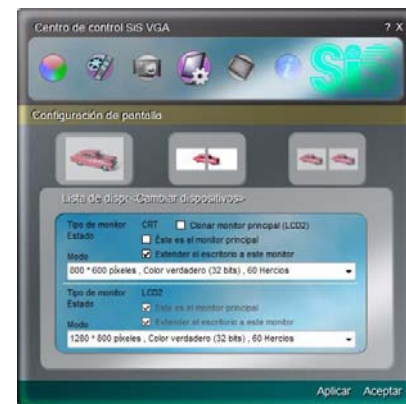 Centro de control SiS VGA ? X
SiS
Configuración de pantalla
Lista de dispo<Cambiar dispositivos>
Tipo de monitor CRT Clonar monitor principal (LCD2)
Estado Éste es el monitor principal
Modo Extender el escritorio a este monitor
800 * 600 píxeles , Color verdadero (32 bits) , 60 Hercios
Tipo de monitor LCD2
Estado Éste es el monitor principal
Modo Extender el escritorio a este monitor
1280 * 800 píxeles , Color verdadero (32 bits) , 60 Hercios
Aplicar Aceptar